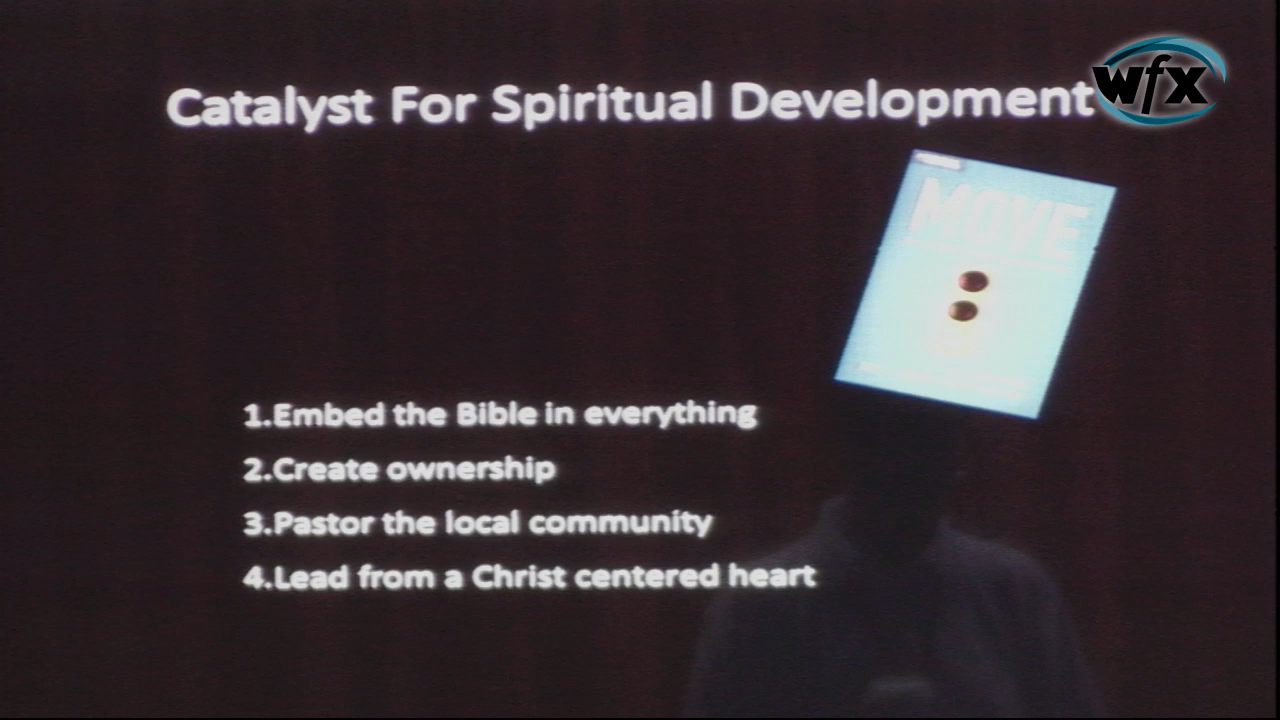 Catalyst For Spiritual Development
wfx
MOVE
1.Embed the Bible in everything
2.Create ownership
3.Pastor the local community
4.Lead from a Christ centered heart